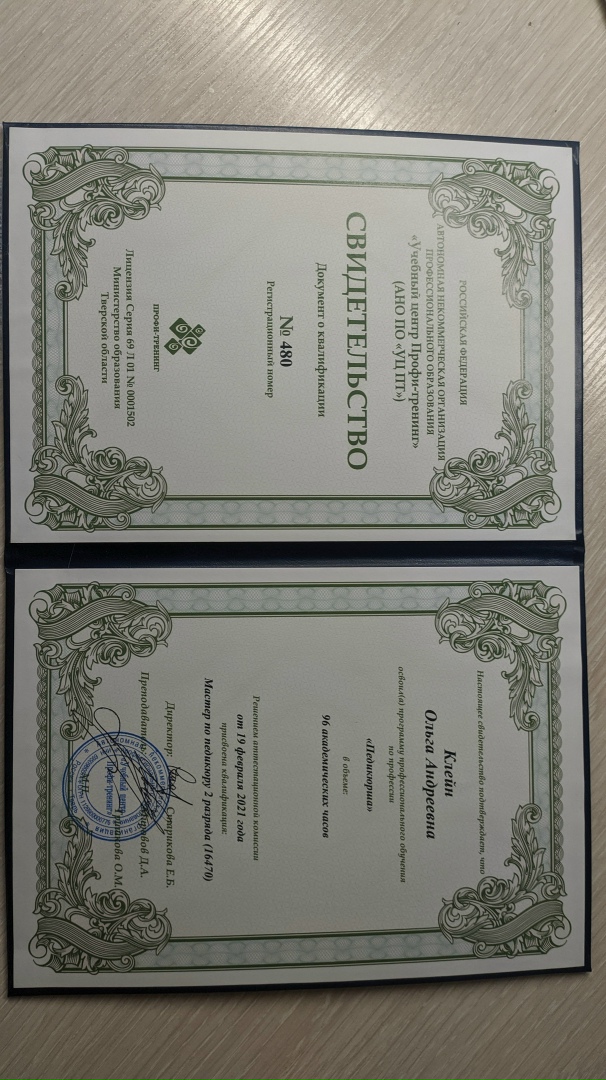 РОССИЙСКАЯ ФЕДЕРАЦИЯ
АВТОНОМНАЯ НЕКОММЕРЧЕСКАЯ ОРГАНИЗАЦИЯ
ПРОФЕССИОНАЛЬНОГО ОБРАЗОВАНИЯ
«Учебный центр Профи-тренинг»
(АНО ПО «УЦ ПТ»)
СВИДЕТЕЛЬСТВО
Документ о квалификации
№ 480
Регистрационный номер
ПРОФИ-ТРЕНИНГ
Лицензия Серия 69 Л 01 № 0001502
Министерство образования
Тверской области
Настоящее свидетельство подтверждает, что
Клейн
Ольга Андреевна
освоил(а) программу профессионального обучения
по профессии
«Педикюрша»
в объеме:
96 академических часов
Решением аттестационной комиссии
от 19 февраля 2021 года
присвоена квалификация:
Мастер по педикюру 2 разряда (16470)
Директор Старикова Е.Б.
Преподаватель Д.А.
О.М.
М.П.